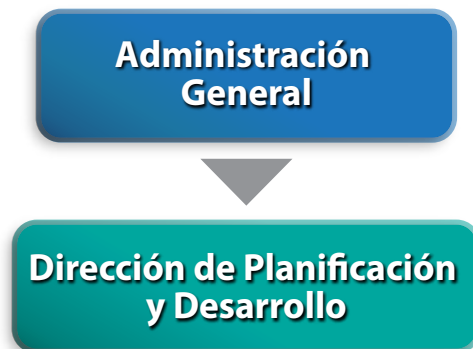 Administración
General
Dirección de Planificación
y Desarrollo